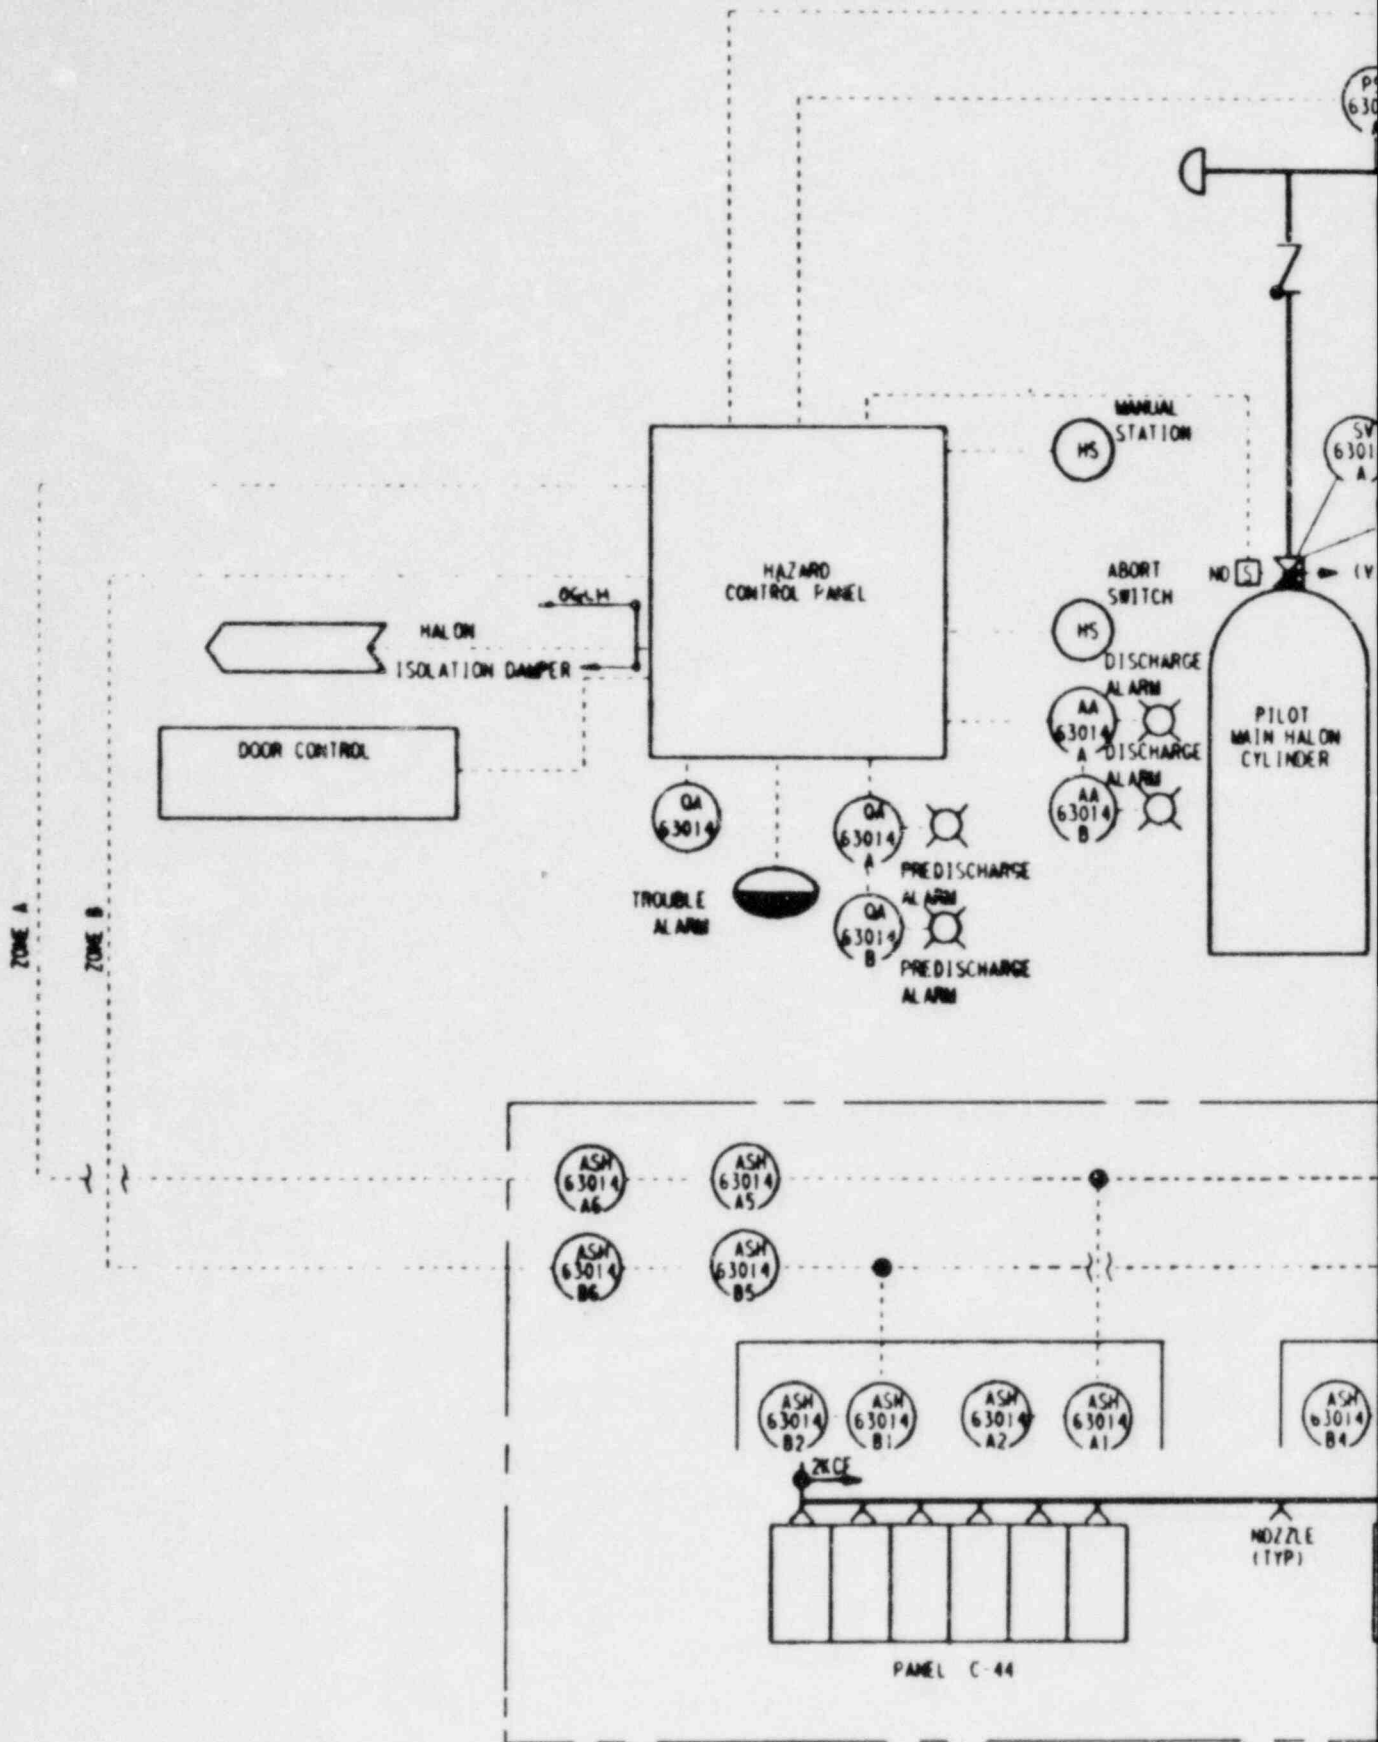 MANUAL
STATION
HS
SV
6301
A
HAZARD
CONTROL PANEL
ABORT
SWITCH
NO S
HS
HALON
ISOLATION DAMPER
DISCHARGE
ALARM
AA
63014
A
DISCHARGE
ALARM
AA
63014
B
PILOT
MAIN HALON
CYLINDER
DOOR CONTROL
QA
63014
QA
63014
A
PREDISCHARGE
ALARM
TROUBLE
ALARM
QA
63014
B
PREDISCHARGE
ALARM
ZONE A
ZONE B
ASH
63014
A6
ASH
63014
A5
ASH
63014
B6
ASH
63014
B5
ASH
63014
B2
ASH
63014
B1
ASH
63014
A2
ASH
63014
A1
ASH
63014
B4
2KCF
NOZZLE
(TYP)
PANEL C-44